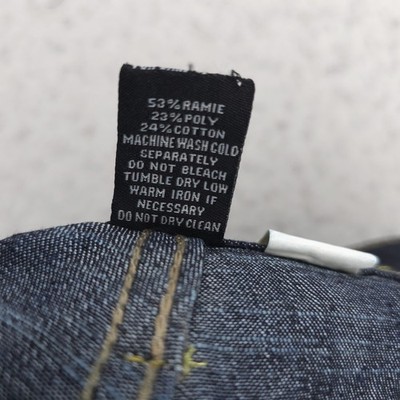 53%RAMIE
23%POLY
24%COTTON
MACHINE WASH COLD
SEPARATELY
DO NOT BLEACH
TUMBLE DRY LOW
WARM IRON IF
NECESSARY
DO NOT DRY CLEAN